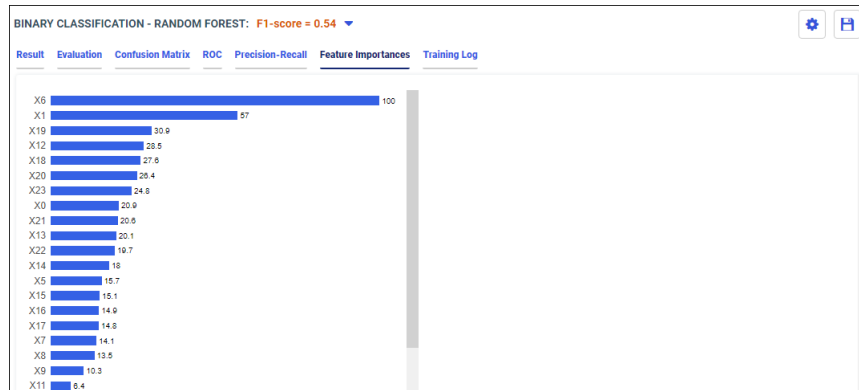 BINARY CLASSIFICATION - RANDOM FOREST: F1-score = 0.54
Result Evaluation Confusion Matrix ROC Precision-Recall Feature Importances Training Log
X6 100
X1 57
X19 30.9
X12 28.5
X18 27.6
X20 26.4
X23 24.8
X0 20.9
X21 20.6
X13 20.1
X22 19.7
X14 18
X5 15.7
X15 15.1
X16 14.9
X17 14.8
X7 14.1
X8 13.5
X9 10.3
X11 6.4